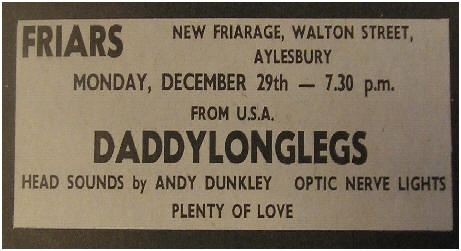 FRIARS NEW FRIARAGE, WALTON STREET,
AYLESBURY
MONDAY, DECEMBER 29th — 7.30 p.m.
FROM U.S.A.
DADDYLONGLEGS
HEAD SOUNDS by ANDY DUNKLEY OPTIC NERVE LIGHTS
PLENTY OF LOVE